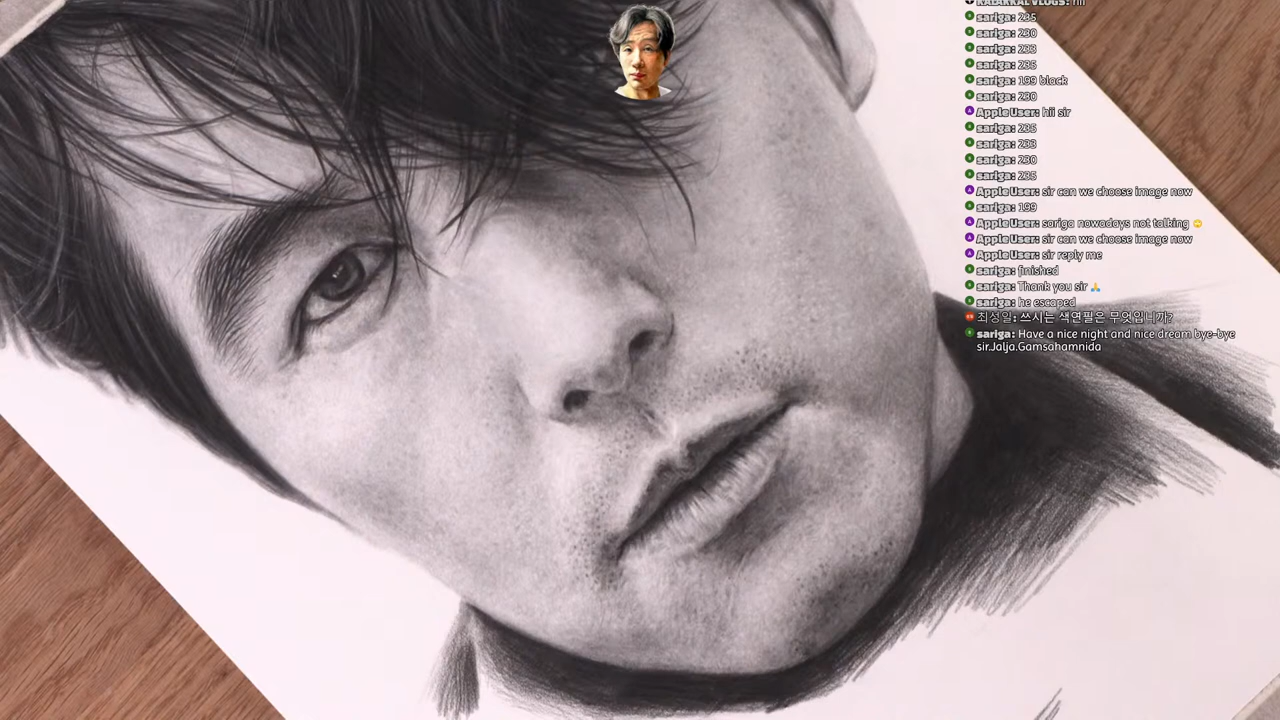 KALAKKAL VLOGS: hii
sariga: 235
sariga: 230
sariga: 233
sariga: 235
sariga: 199 block
sariga: 230
Apple User: hii sir
sariga: 235
sariga: 233
sariga: 230
sariga: 235
Apple User: sir can we choose image now
sariga: 199
Apple User: sariga nowadays not talking 🙄
Apple User: sir can we choose image now
Apple User: sir reply me
sariga: finished
sariga: Thank you sir 🙏
sariga: he escaped
최성일: 쓰시는 색연필은 무엇입니까?
sariga: Have a nice night and nice dream bye-bye
sir.Jalja.Gamsahamnida